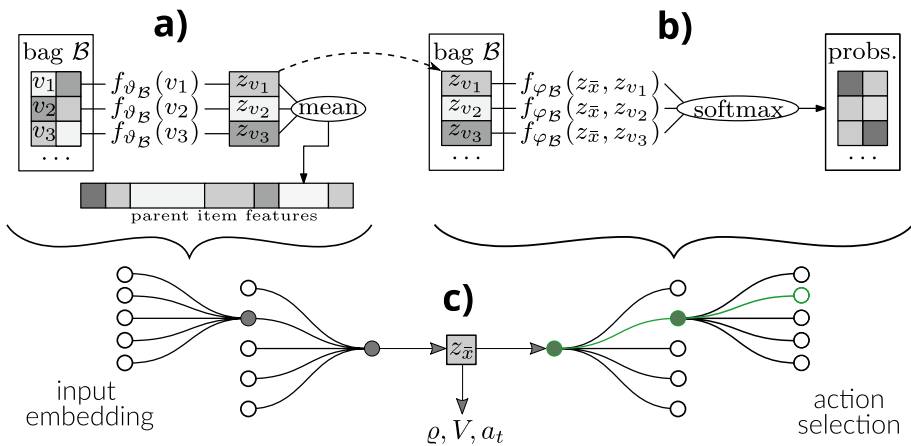 a)
bag ℬ
v₁ f_{ϑ_ℬ}(v₁) z_{v₁}
v₂ f_{ϑ_ℬ}(v₂) z_{v₂} mean
v₃ f_{ϑ_ℬ}(v₃) z_{v₃}
...
parent item features
b)
bag ℬ probs.
z_{v₁} f_{φ_ℬ}(z_{x̄}, z_{v₁})
z_{v₂} f_{φ_ℬ}(z_{x̄}, z_{v₂}) softmax
z_{v₃} f_{φ_ℬ}(z_{x̄}, z_{v₃})
... ...
c)
z_{x̄}
input
embedding
ϱ, V, a_t
action
selection